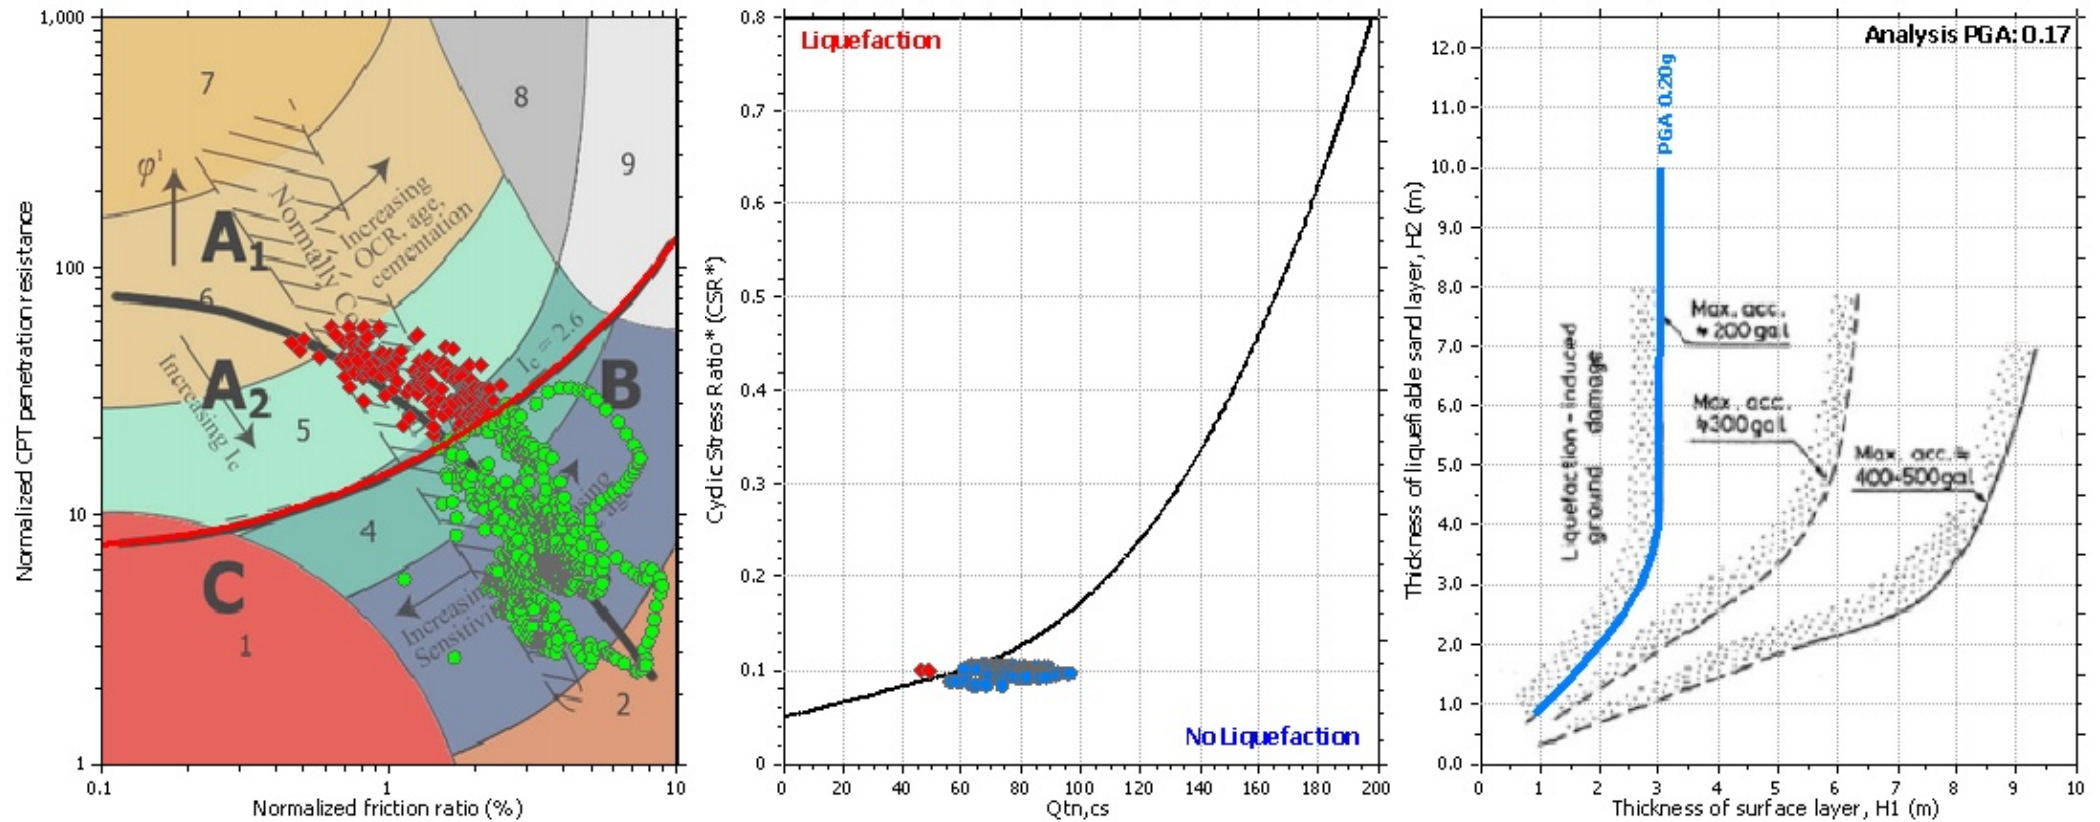 1,000
100
10
1
Normalized CPT penetration resistance
7
8
9
φ'
A1
6
Increasing
OCR, age,
cementation
Normally Co
Ic = 2.6
A2
Increasing Ic
5
B
4
C
1
Increasin
Sensitivi
sing
age
2
0.1
1
10
Normalized friction ratio (%)
Liquefaction
No Liquefaction
0.8
0.7
0.6
0.5
0.4
0.3
0.2
0.1
0
Cyclic Stress Ratio* (CSR*)
0 20 40 60 80 100 120 140 160 180 200
Qtn,cs
Analysis PGA: 0.17
PGA 0.20g
12.0
11.0
10.0
9.0
8.0
7.0
6.0
5.0
4.0
3.0
2.0
1.0
0.0
Thickness of liquefiable sand layer, H2 (m)
Liquefaction-induced
ground damage
Max. acc.
≒ 200 gal
Max. acc.
≒300gal
Max. acc. ≒
400~500gal
0 1 2 3 4 5 6 7 8 9 10
Thickness of surface layer, H1 (m)